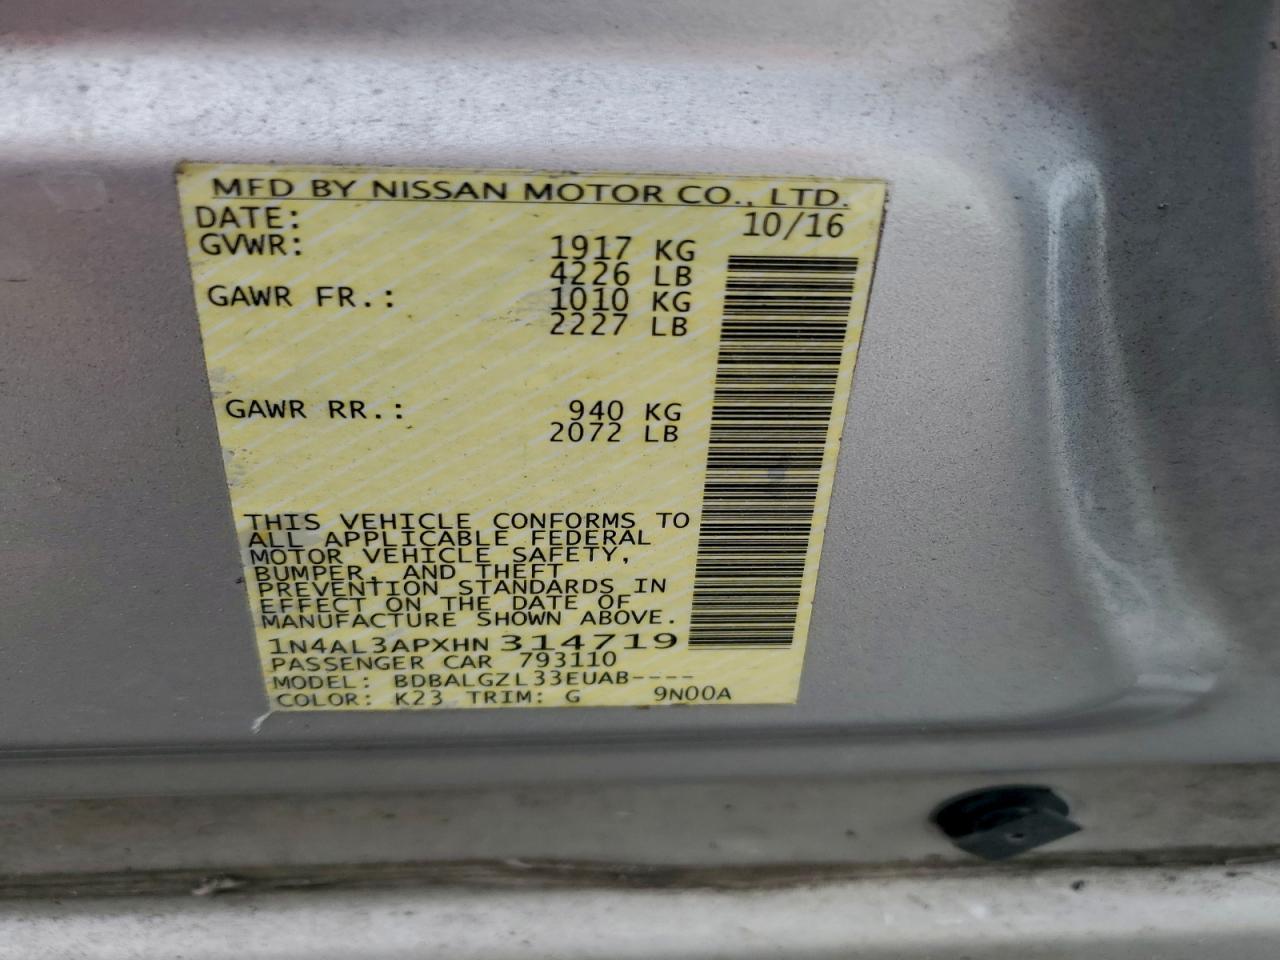 MFD BY NISSAN MOTOR CO., LTD.
DATE: 10/16
GVWR: 1917 KG
4226 LB
GAWR FR.: 1010 KG
2227 LB
GAWR RR.: 940 KG
2072 LB
THIS VEHICLE CONFORMS TO
ALL APPLICABLE FEDERAL
MOTOR VEHICLE SAFETY,
BUMPER, AND THEFT
PREVENTION STANDARDS IN
EFFECT ON THE DATE OF
MANUFACTURE SHOWN ABOVE.
1N4AL3APXHN314719
PASSENGER CAR 793110
MODEL: BDBALGZL33EUAB----
COLOR: K23 TRIM: G 9N00A